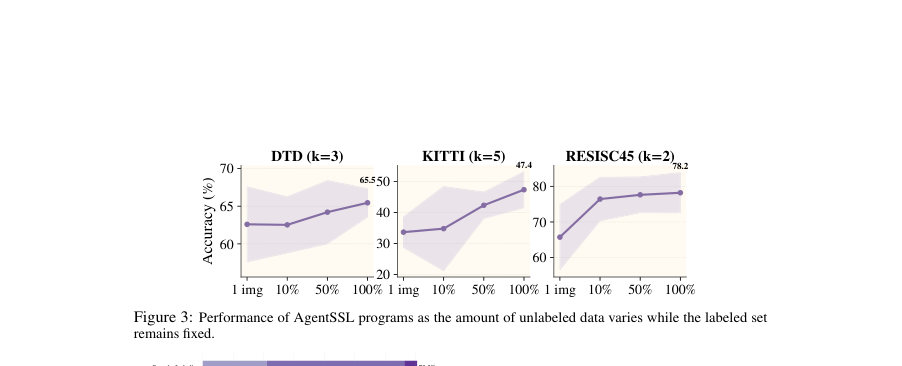 DTD (k=3) KITTI (k=5) RESISC45 (k=2)
47.4 78.2
65.5
Accuracy (%)
70
65
60
50
40
30
20
80
70
60
1 img 10% 50% 100% 1 img 10% 50% 100% 1 img 10% 50% 100%
Figure 3: Performance of AgentSSL programs as the amount of unlabeled data varies while the labeled set
remains fixed.